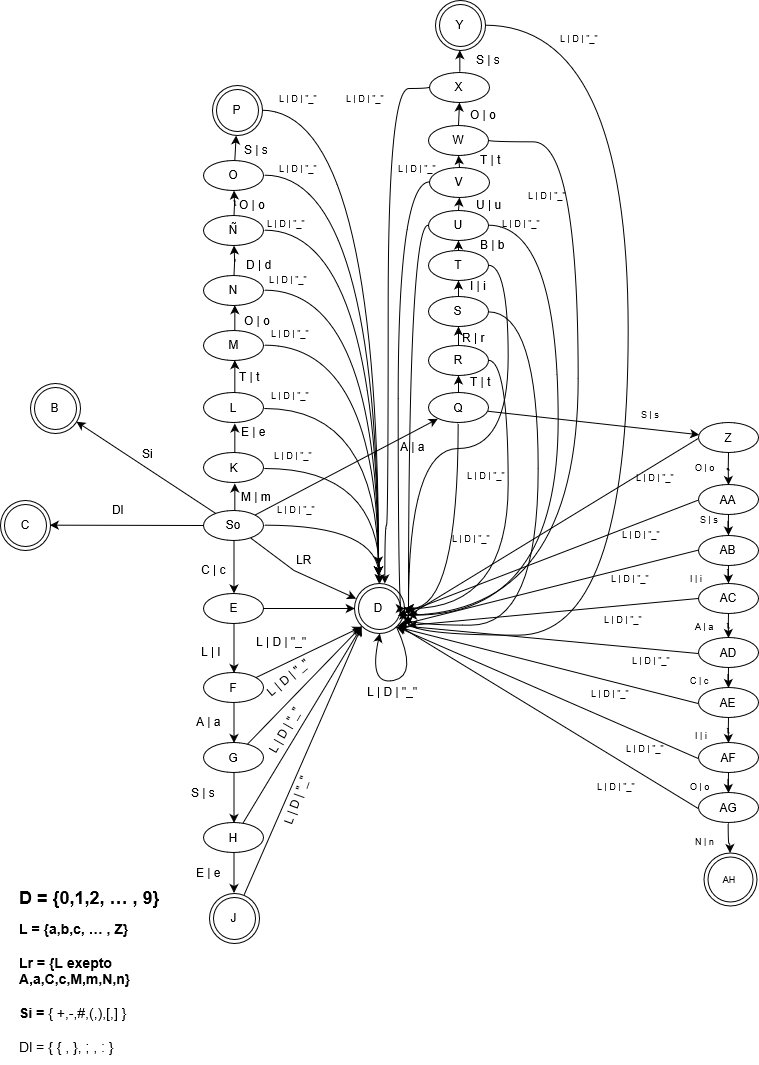 Y
L | D | "_"
S | s
X
L | D | "_"
L | D | "_"
P
O | o
W
S | s
T | t
O
L | D | "_"
L | D | "_"
V
L | D | "_"
O | o
U | u
Ñ
L | D | "_"
U
L | D | "_"
B | b
D | d
T
N
L | D | "_"
I | i
O | o
S
M
L | D | "_"
R | r
R
T | t
T | t
L
L | D | "_"
Q
B
S | s
E | e
A | a
Z
Si
K
L | D | "_"
O | o
L | D | "_"
L | D | "_"
M | m
AA
DI
L | D | "_"
S | s
C
So
L | D | "_"
L | D | "_"
AB
LR
C | c
L | D | "_"
I | i
E
D
AC
L | D | "_"
A | a
L | l
L | D | "_"
AD
L | D | "_"
L | D | "_"
C | c
F
L | D | "_"
L | D | "_"
AE
A | a
L | D | "_"
I | i
G
L | D | "_"
AF
S | s
L | D | "_"
L | D | "_"
O | o
AG
H
N | n
E | e
AH
J
D = {0,1,2, ... , 9}
L = {a,b,c, ... , Z}
Lr = {L exepto
A,a,C,c,M,m,N,n}
Si = { +,-,#,(,),[,] }
DI = { { , }, ; , : }